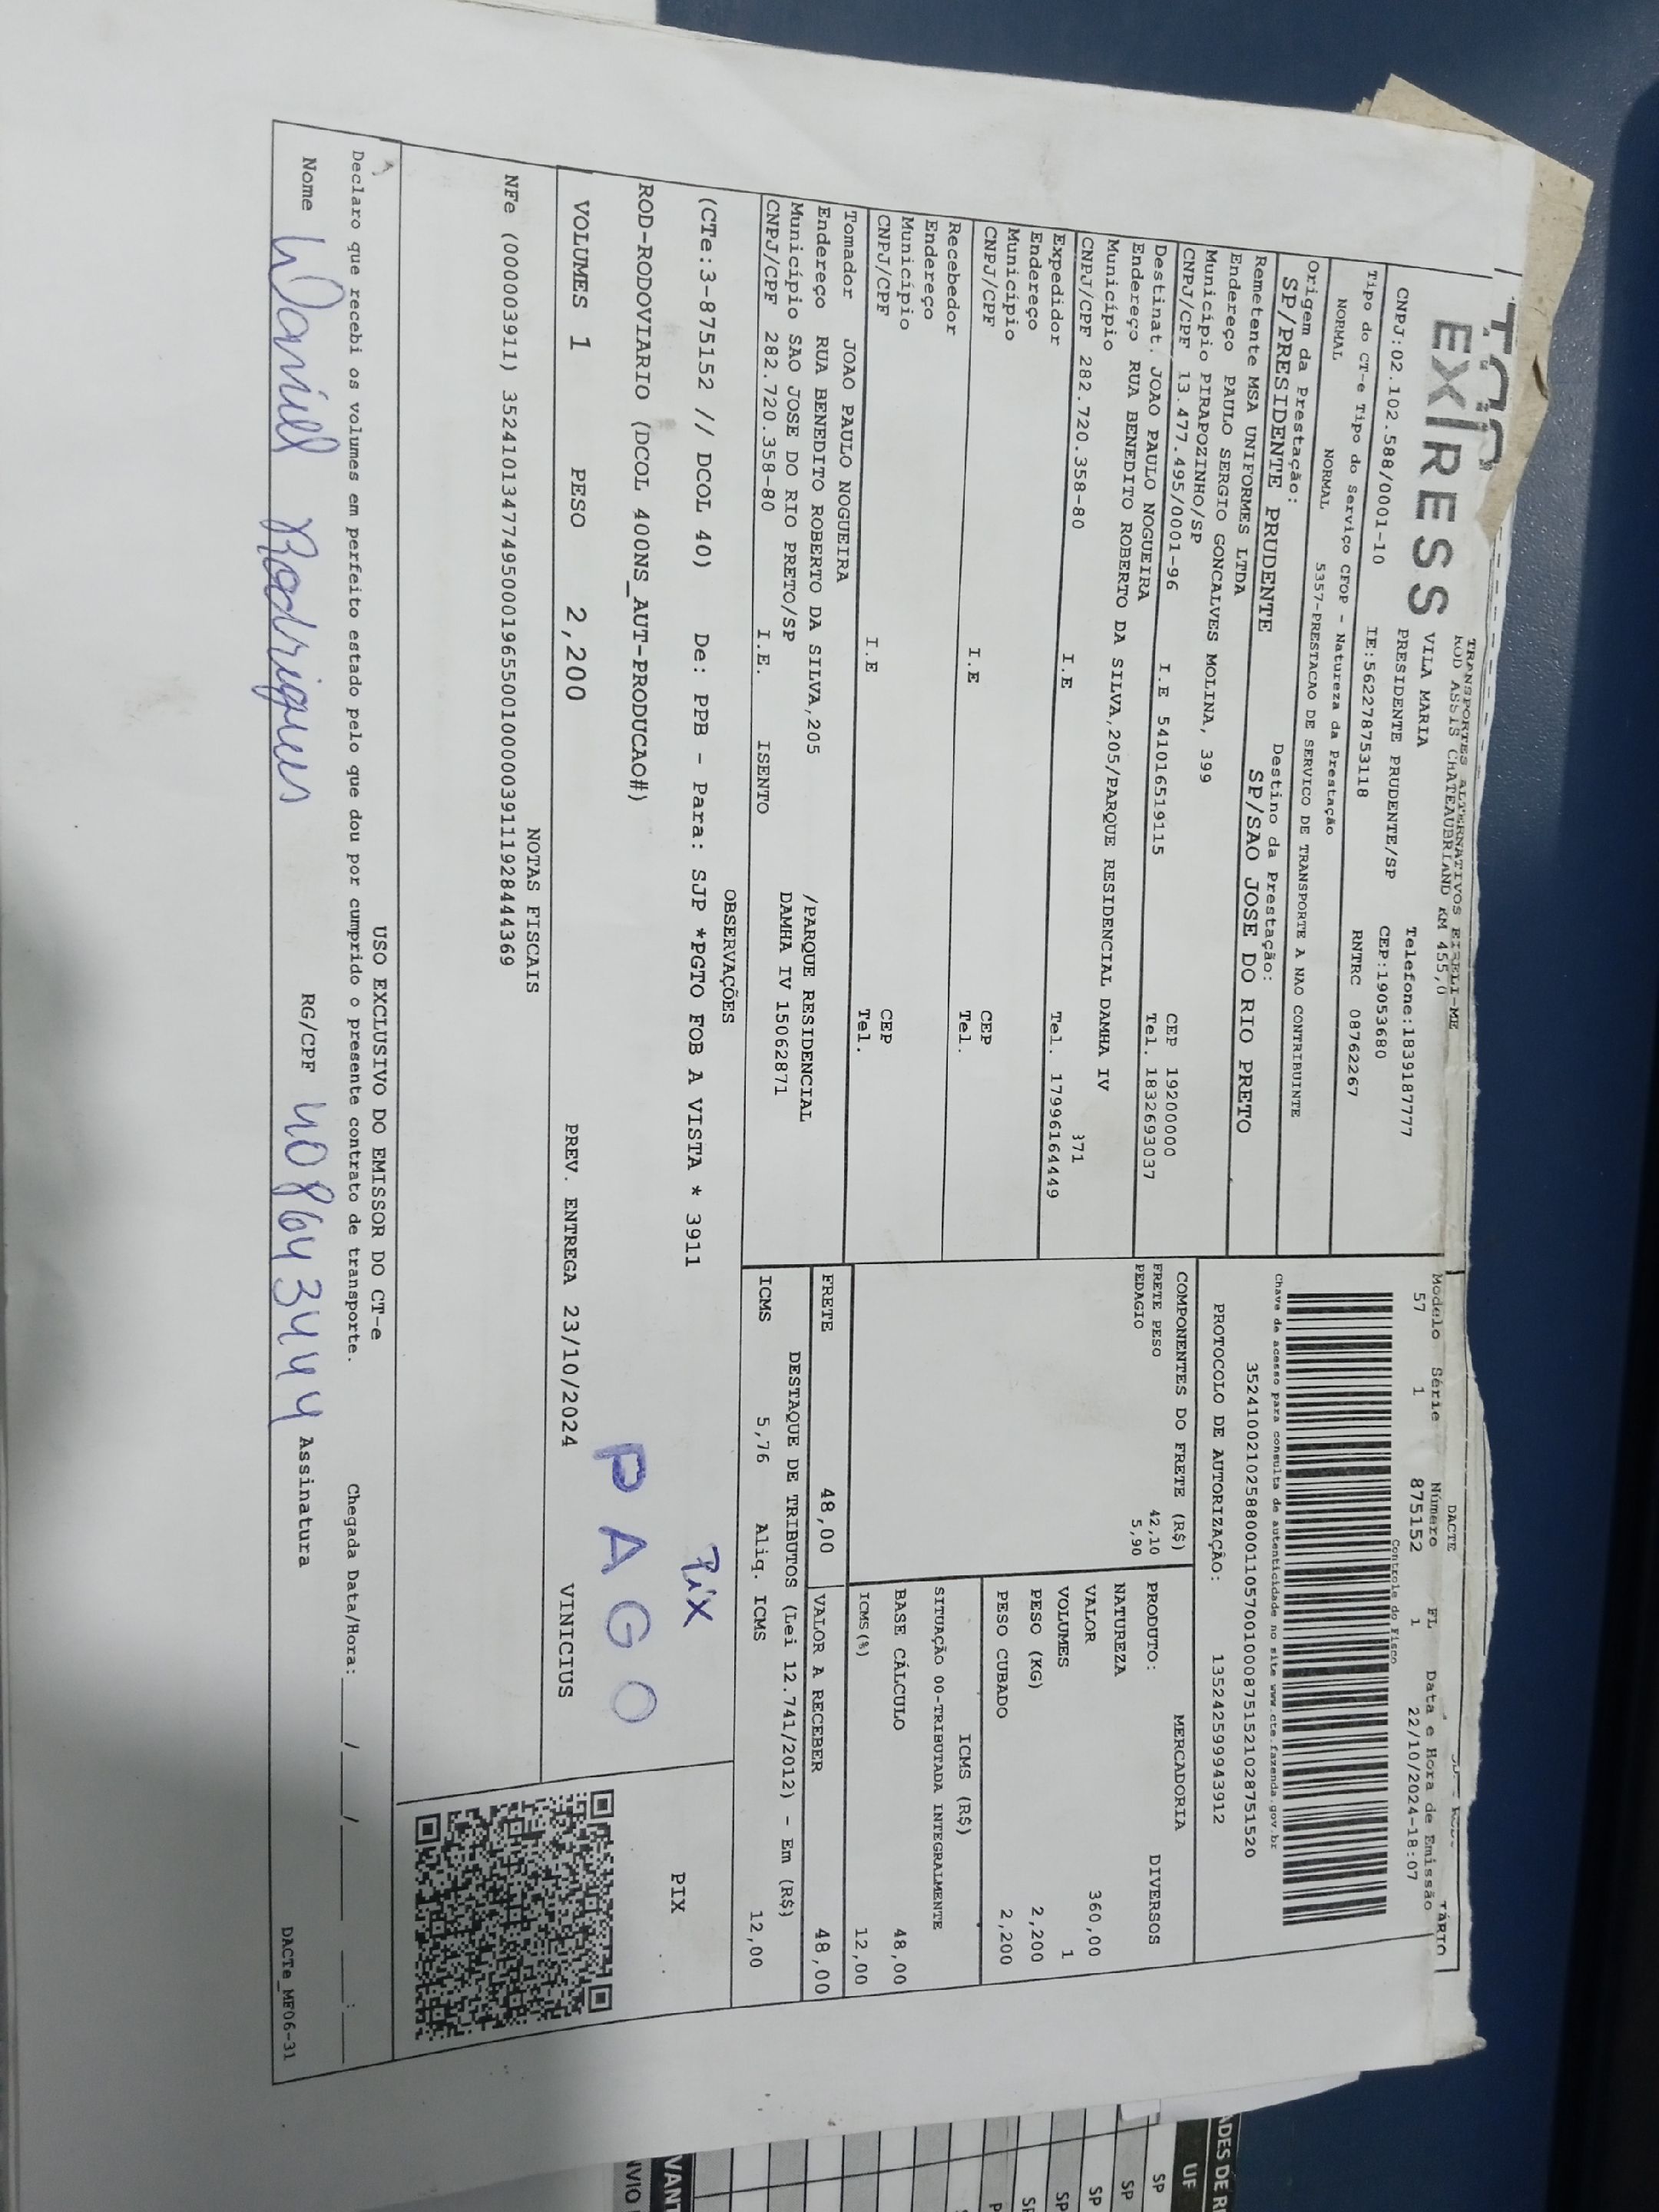 EXPRESS
TRANSPORTES ALTERNATIVOS EIRELI-ME
ROD ASSIS CHATEAUBRIAND KM 455,0
VILA MARIA
Telefone:1839187777
PRESIDENTE PRUDENTE/SP
CEP:19053680
CNPJ:02.102.588/0001-10
IE:562278753118
RNTRC 08762267
DACTE
Modelo Série Número FL Data e Hora de Emissão
57 1 875152 1 22/10/2024-18:07
Controle do Fisco
Chave de acesso para consulta de autenticidade no site www.cte.fazenda.gov.br
PROTOCOLO DE AUTORIZAÇÃO: 135242599943912
Tipo do CT-e Tipo do Serviço CFOP - Natureza da Prestação
NORMAL NORMAL 5357-PRESTACAO DE SERVICO DE TRANSPORTE A NAO CONTRIBUINTE
Origem da Prestação: Destino da Prestação:
SP/PRESIDENTE PRUDENTE SP/SAO JOSE DO RIO PRETO
Remetente MSA UNIFORMES LTDA
Endereço PAULO SERGIO GONCALVES MOLINA, 399
Município PIRAPOZINHO/SP CEP 19200000
CNPJ/CPF 13.477.495/0001-96 I.E 541016519115 Tel. 1832693037
Destinat. JOAO PAULO NOGUEIRA
Endereço RUA BENEDITO ROBERTO DA SILVA,205/PARQUE RESIDENCIAL DAMHA IV
Município 371
CNPJ/CPF 282.720.358-80 I.E Tel. 17996164449
Expedidor
Endereço
Município CEP
CNPJ/CPF I.E Tel.
Recebedor
Endereço
Município CEP
CNPJ/CPF I.E Tel.
Tomador JOAO PAULO NOGUEIRA
Endereço RUA BENEDITO ROBERTO DA SILVA,205 /PARQUE RESIDENCIAL
Município SAO JOSE DO RIO PRETO/SP DAMHA IV 15062871
CNPJ/CPF 282.720.358-80 I.E. ISENTO
COMPONENTES DO FRETE (R$)
FRETE PESO 42,10
PEDAGIO 5,90
MERCADORIA
PRODUTO: DIVERSOS
NATUREZA
VALOR 360,00
VOLUMES 1
PESO (KG) 2,200
PESO CUBADO 2,200
ICMS (R$)
SITUAÇÃO 00-TRIBUTADA INTEGRALMENTE
BASE CÁLCULO 48,00
ICMS(%) 12,00
FRETE 48,00 VALOR A RECEBER 48,00
DESTAQUE DE TRIBUTOS (Lei 12.741/2012) - Em (R$)
ICMS 5,76 Aliq. ICMS 12,00
OBSERVAÇÕES
(CTe:3-875152 // DCOL 40) De: PPB - Para: SJP *PGTO FOB A VISTA * 3911
ROD-RODOVIARIO (DCOL 400NS_AUT-PRODUCAO#)
Pix
PAGO
PIX
VOLUMES 1 PESO 2,200 PREV. ENTREGA 23/10/2024 VINICIUS
NOTAS FISCAIS
USO EXCLUSIVO DO EMISSOR DO CT-e
Declaro que recebi os volumes em perfeito estado pelo que dou por cumprido o presente contrato de transporte. Chegada Data/Hora: ____/____/____ ____:____
Nome Daniel Rodrigues RG/CPF 408643444 Assinatura
DACTe_MF06-31
UF
SP
SP
SP
SP